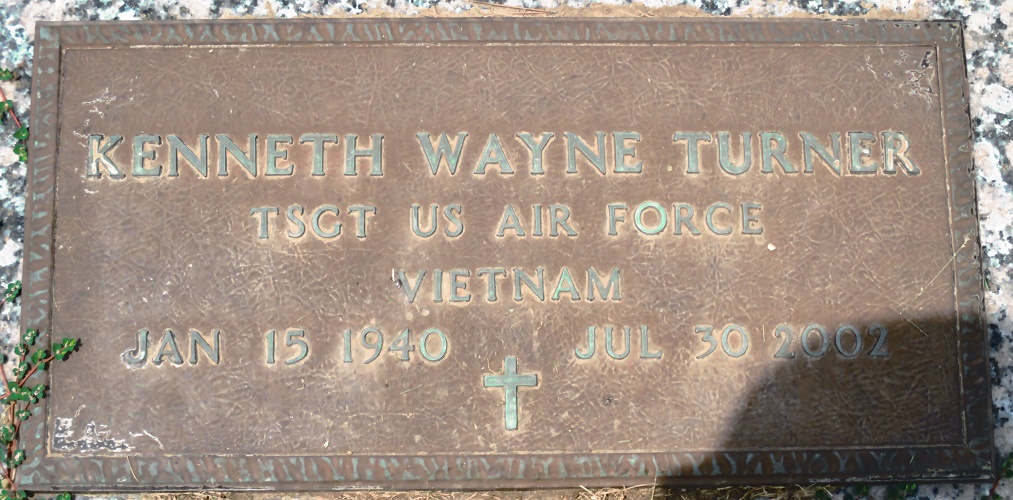 KENNETH WAYNE TURNER
TSGT US AIR FORCE
VIETNAM
JAN 15 1940 JUL 30 2002